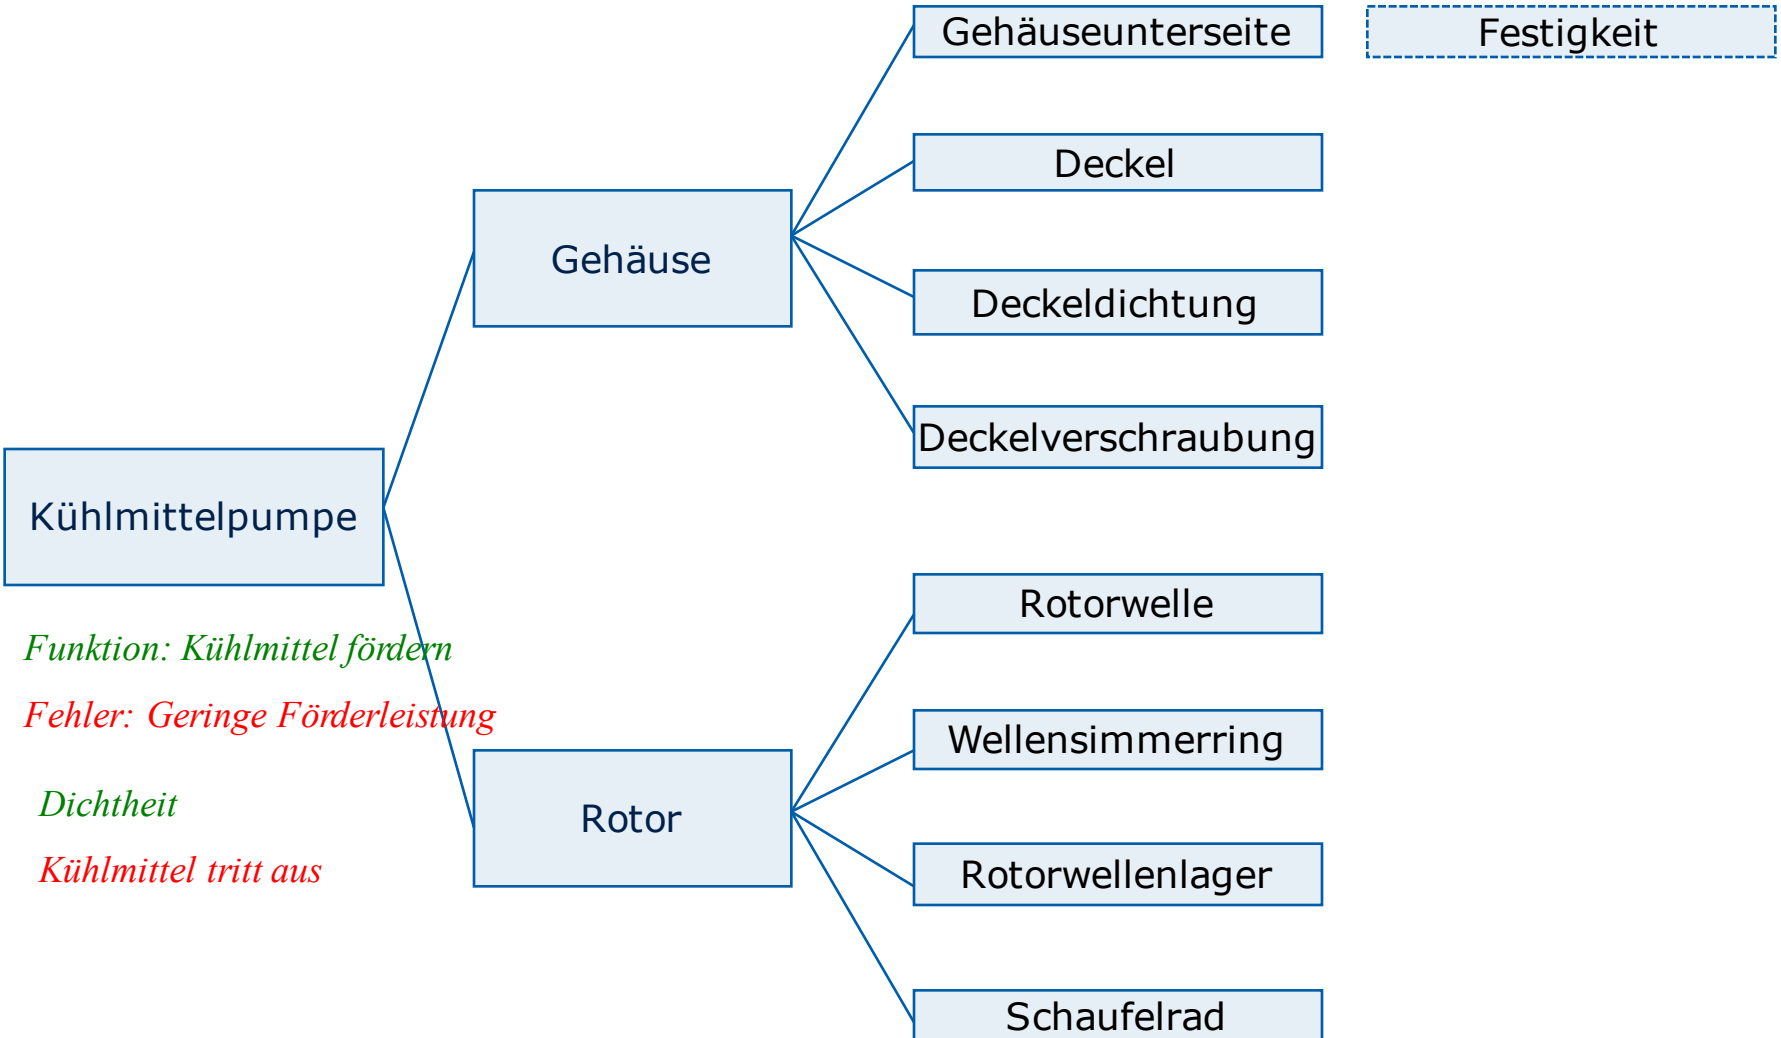 Gehäuseunterseite
Festigkeit
Deckel
Gehäuse
Deckeldichtung
Deckelverschraubung
Kühlmittelpumpe
Rotorwelle
Funktion: Kühlmittel fördern
Fehler: Geringe Förderleistung
Wellensimmerring
Dichtheit
Rotor
Kühlmittel tritt aus
Rotorwellenlager
Schaufelrad